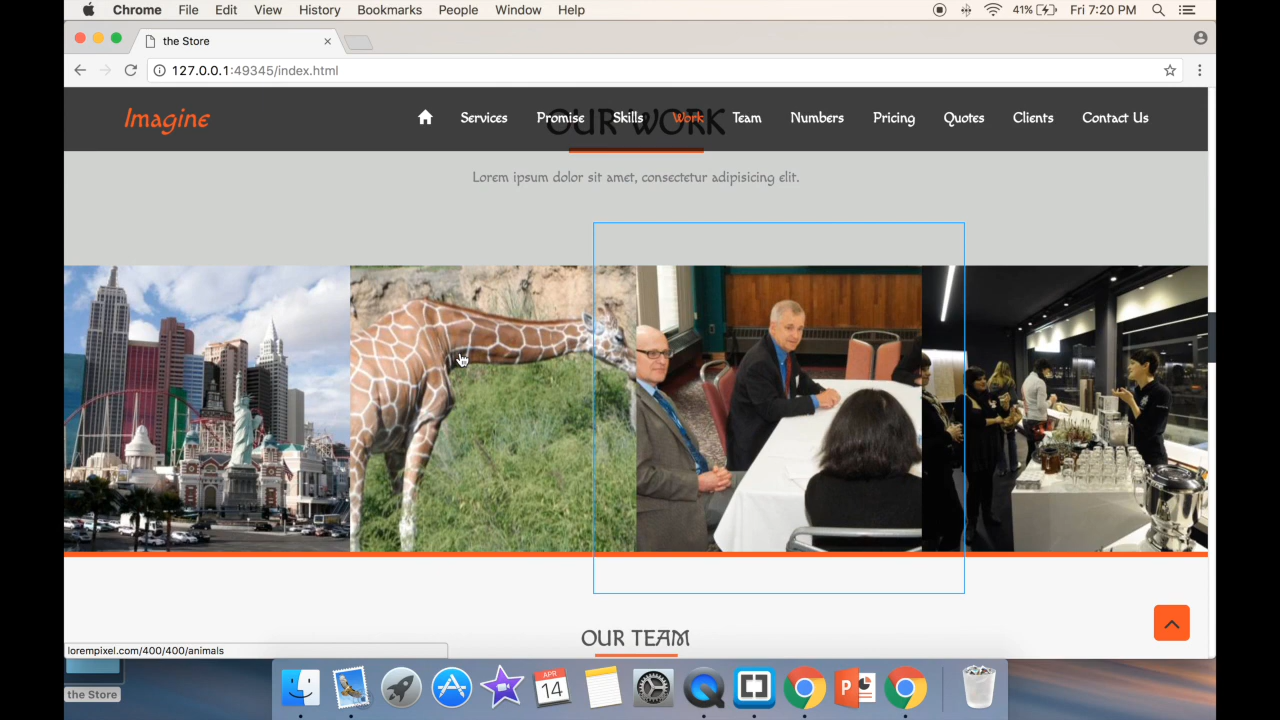 Chrome File Edit View History Bookmarks People Window Help 41% Fri 7:20 PM
the Store
127.0.0.1:49345/index.html
Imagine Services Promise Skills Work Team Numbers Pricing Quotes Clients Contact Us
OUR WORK
Lorem ipsum dolor sit amet, consectetur adipisicing elit.
OUR TEAM
lorempixel.com/400/400/animals
the Store
APR
14
P